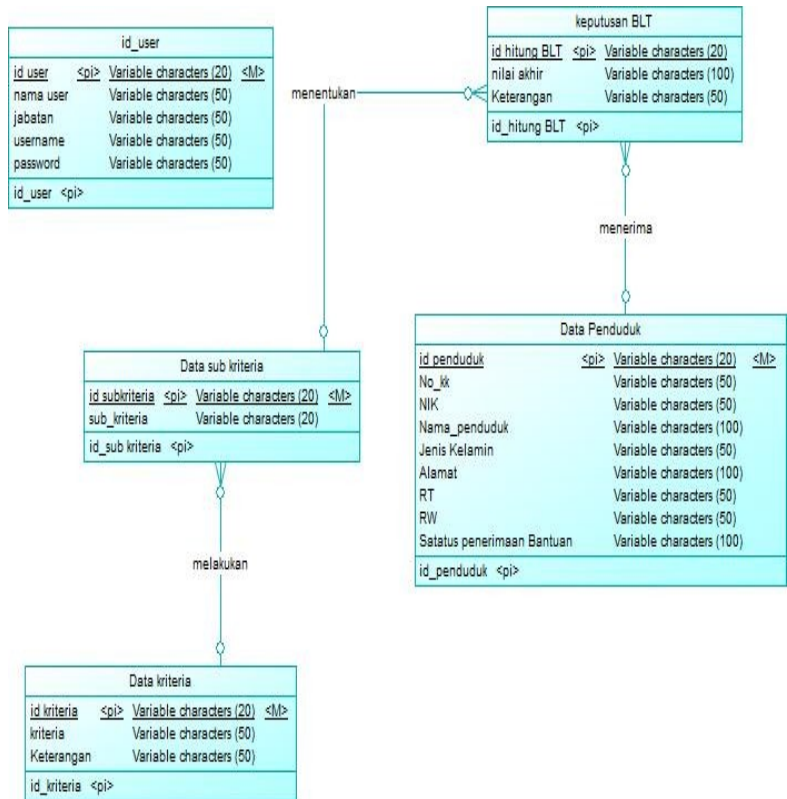 id_user
id user <pi> Variable characters (20) <M>
nama user Variable characters (50)
jabatan Variable characters (50)
username Variable characters (50)
password Variable characters (50)
id_user <pi>
keputusan BLT
id hitung BLT <pi> Variable characters (20)
nilai akhir Variable characters (100)
Keterangan Variable characters (50)
id_hitung BLT <pi>
menentukan
menerima
Data sub kriteria
id subkriteria <pi> Variable characters (20) <M>
sub_kriteria Variable characters (20)
id_sub kriteria <pi>
Data Penduduk
id penduduk <pi> Variable characters (20) <M>
No_kk Variable characters (50)
NIK Variable characters (50)
Nama_penduduk Variable characters (100)
Jenis Kelamin Variable characters (50)
Alamat Variable characters (100)
RT Variable characters (50)
RW Variable characters (50)
Satatus penerimaan Bantuan Variable characters (100)
id_penduduk <pi>
melakukan
Data kriteria
id kriteria <pi> Variable characters (20) <M>
kriteria Variable characters (50)
Keterangan Variable characters (50)
id_kriteria <pi>